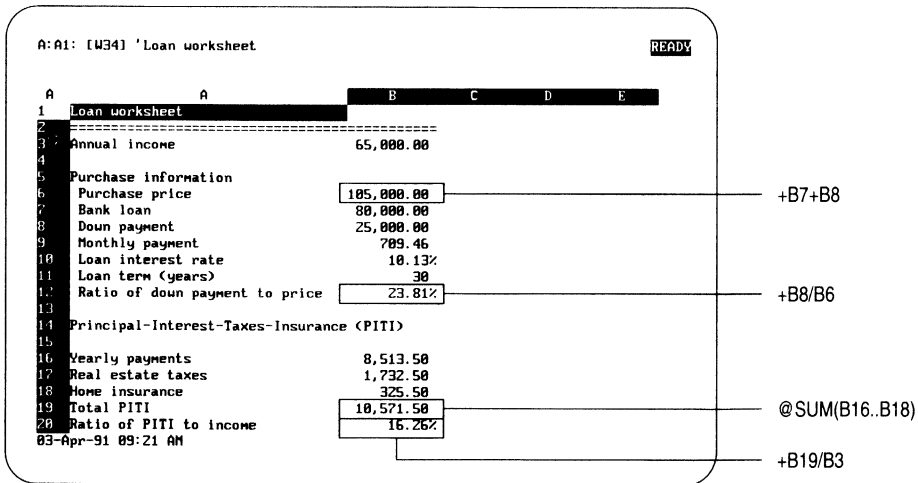 A:A1: [W34] 'Loan worksheet READY
A A B C D E
1 Loan worksheet
2 =========================================
3 Annual income 65,000.00
4
5 Purchase information
6 Purchase price 105,000.00 +B7+B8
7 Bank loan 80,000.00
8 Down payment 25,000.00
9 Monthly payment 709.46
10 Loan interest rate 10.13%
11 Loan term (years) 30
12 Ratio of down payment to price 23.81% +B8/B6
13
14 Principal-Interest-Taxes-Insurance (PITI)
15
16 Yearly payments 8,513.50
17 Real estate taxes 1,732.50
18 Home insurance 325.50
19 Total PITI 10,571.50 @SUM(B16..B18)
20 Ratio of PITI to income 16.26%
03-Apr-91 09:21 AM
+B19/B3